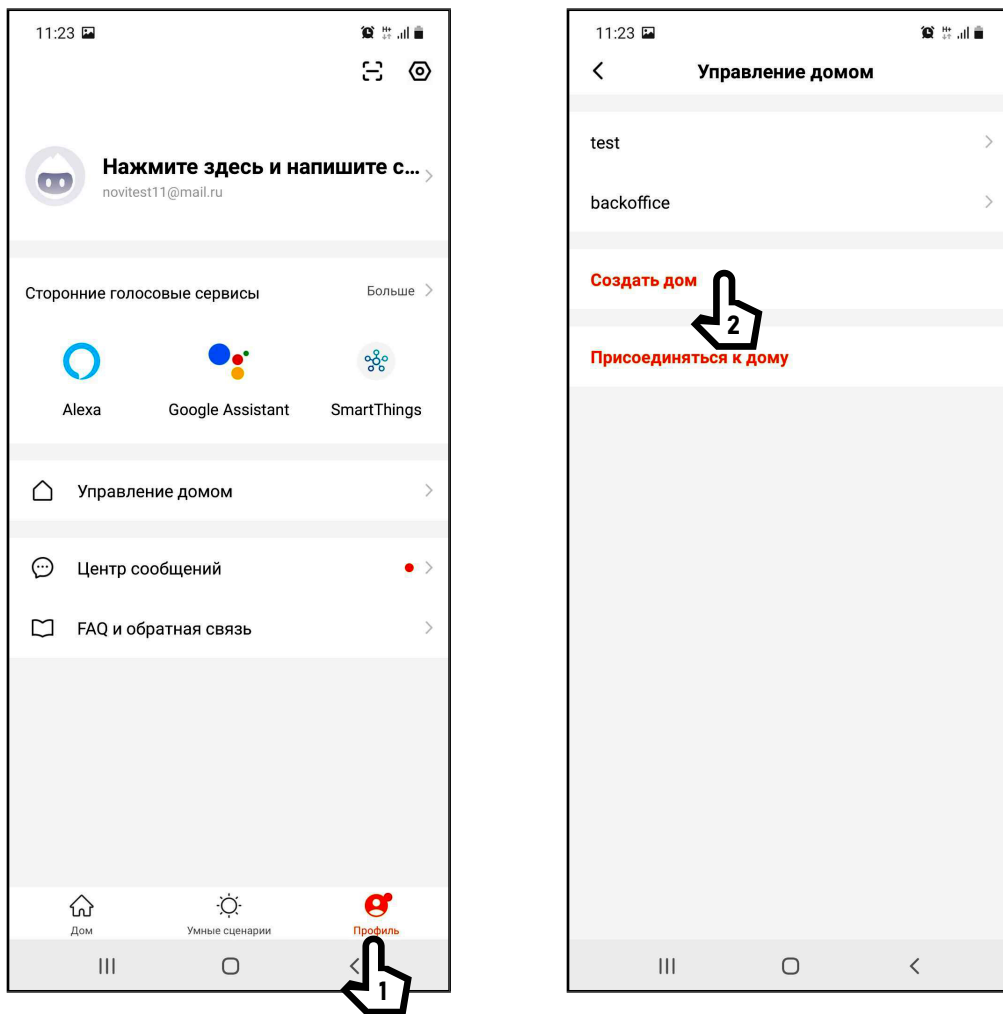 11:23
Нажмите здесь и напишите с...
novitest11@mail.ru
Сторонние голосовые сервисы
Больше
Alexa
Google Assistant
SmartThings
Управление домом
Центр сообщений
FAQ и обратная связь
Дом
Умные сценарии
Профиль
1
11:23
Управление домом
test
backoffice
Создать дом
2
Присоединяться к дому